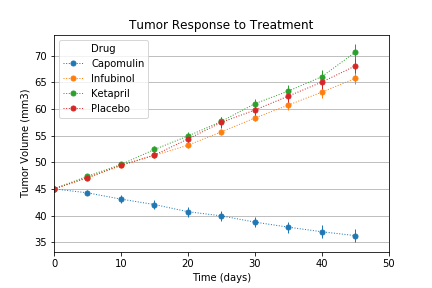 Tumor Response to Treatment
Drug
Capomulin
Infubinol
Ketapril
Placebo
Tumor Volume (mm3)
70
65
60
55
50
45
40
35
0
10
20
30
40
50
Time (days)